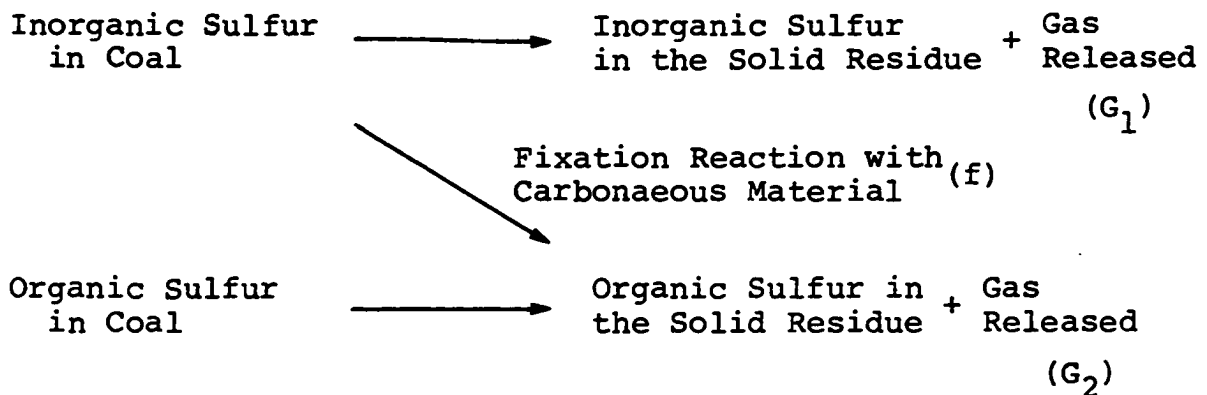 Inorganic Sulfur
in Coal
Inorganic Sulfur
in the Solid Residue
+
Gas
Released
(G1)
Fixation Reaction with
Carbonaeous Material
(f)
Organic Sulfur
in Coal
Organic Sulfur in
the Solid Residue
+
Gas
Released
(G2)